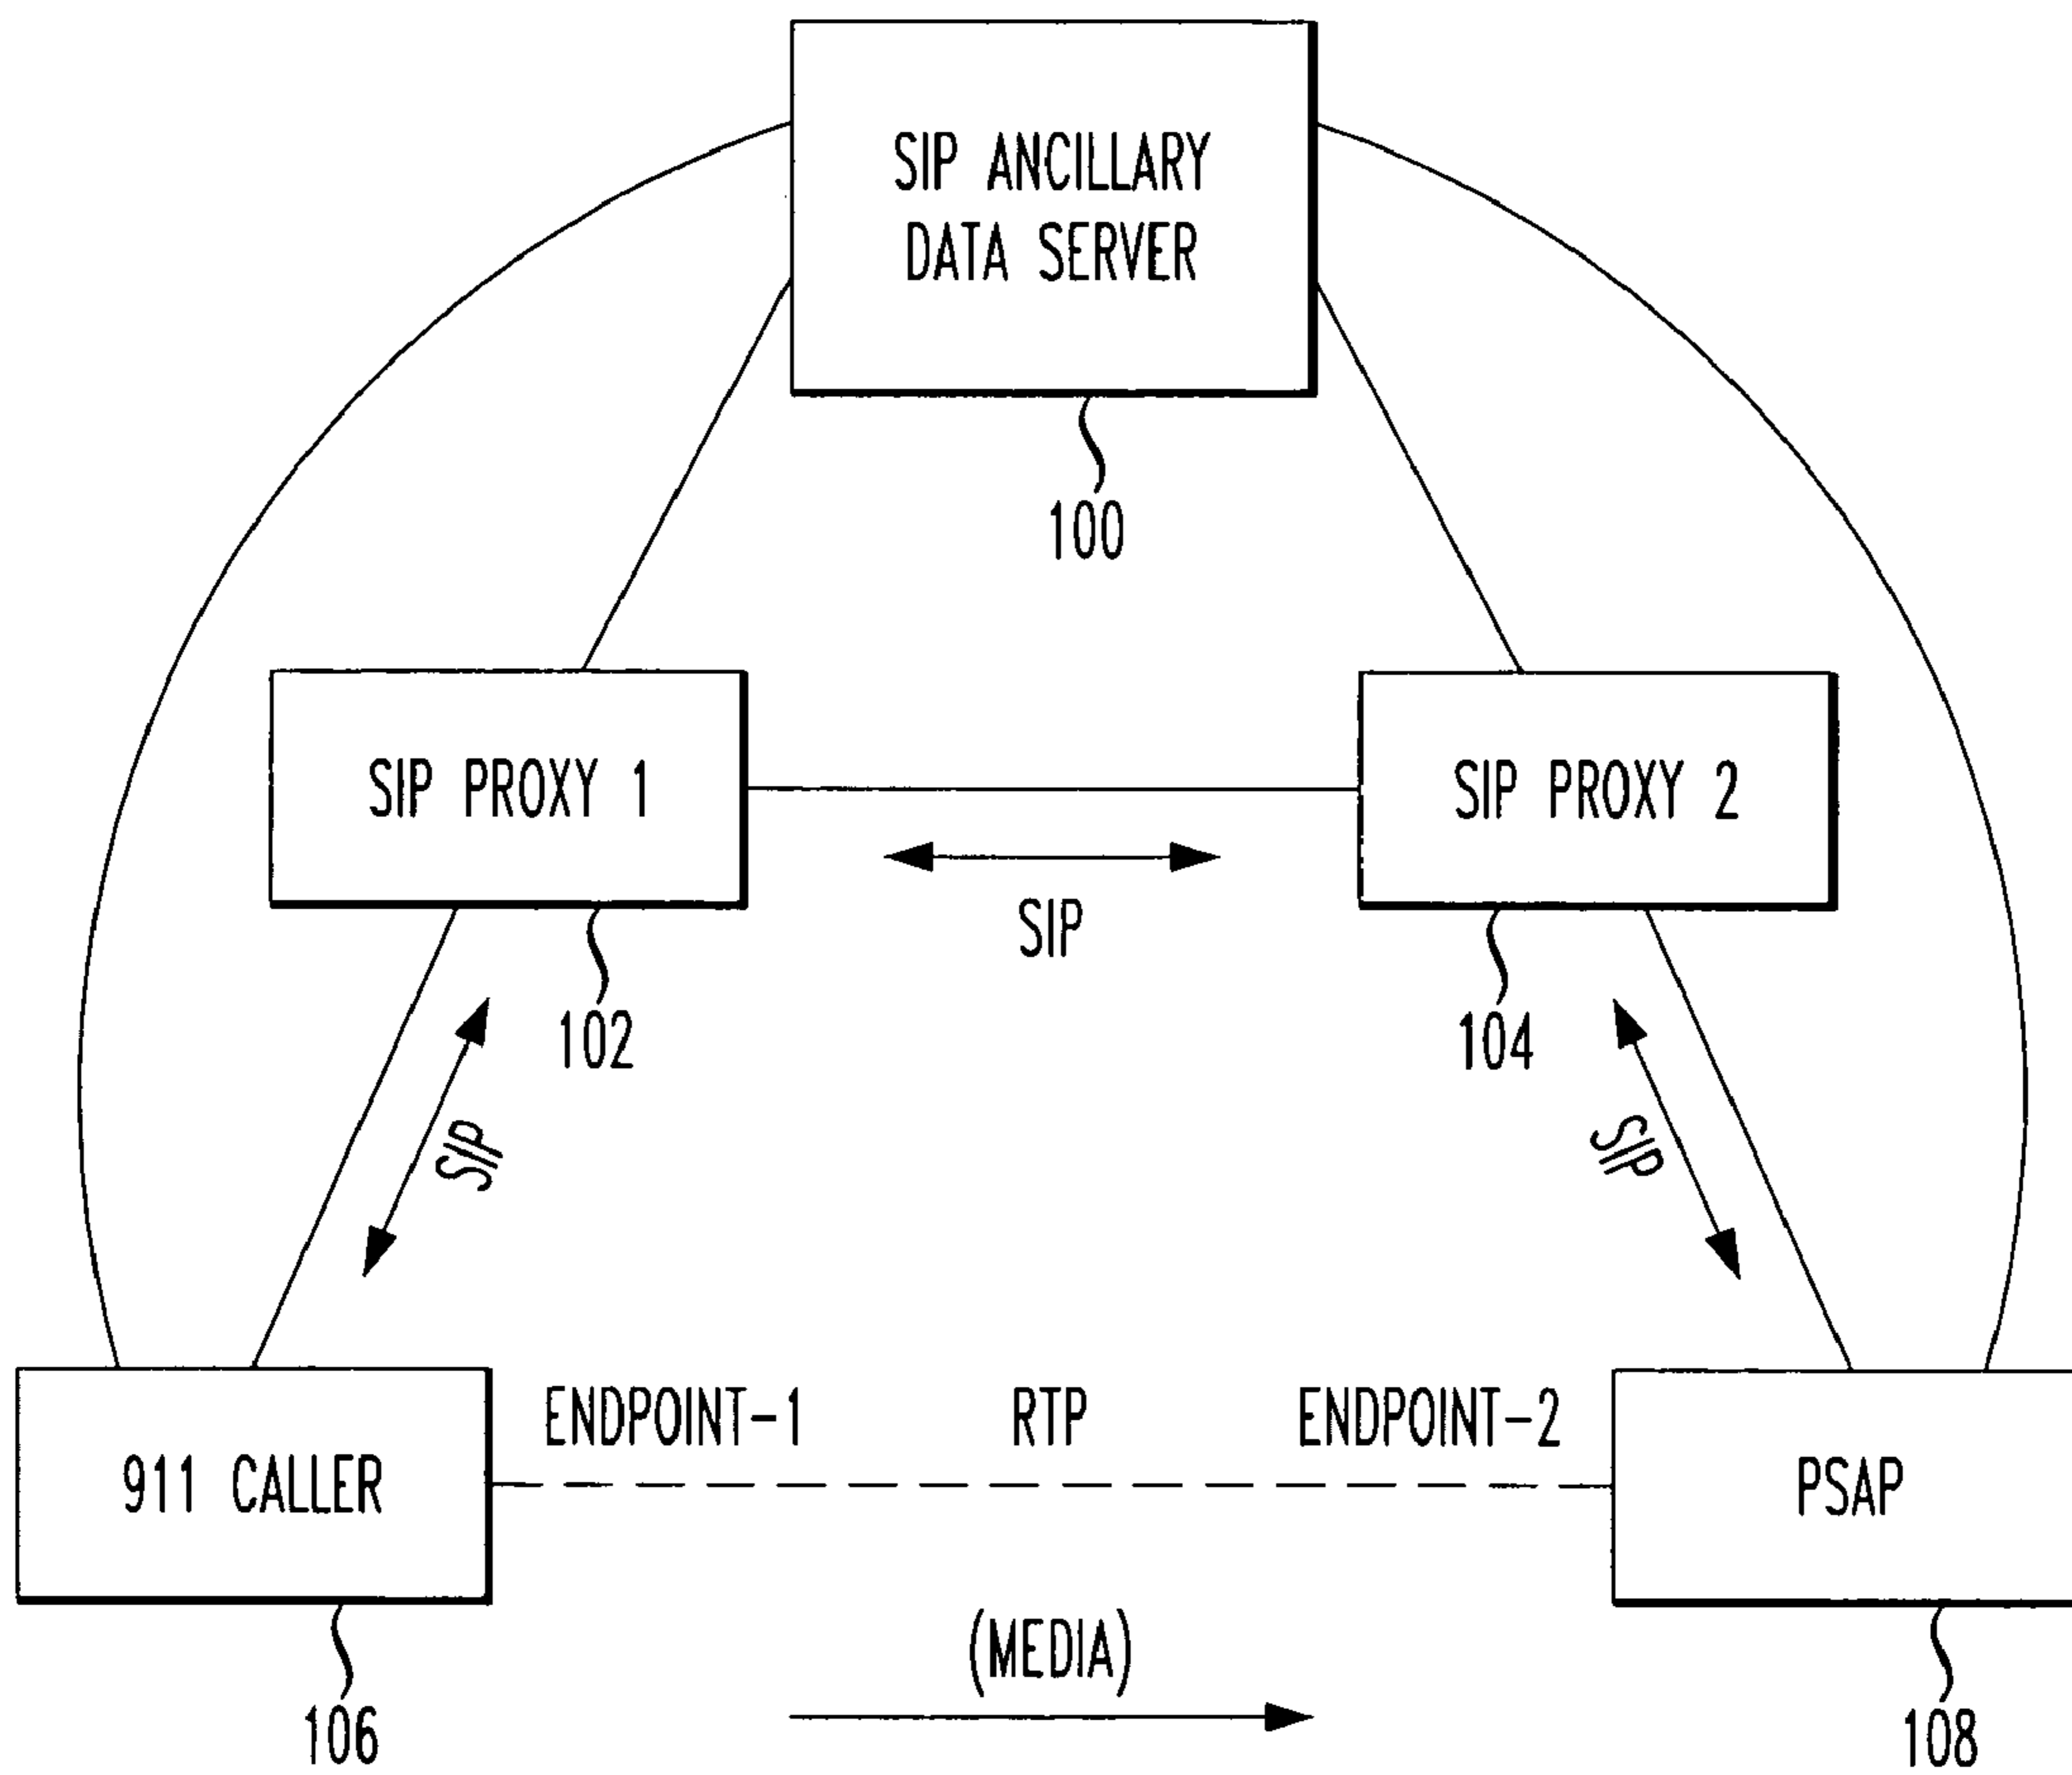 SIP ANCILLARY
DATA SERVER
100
SIP PROXY 1
SIP PROXY 2
SIP
102
104
SIP
SIP
ENDPOINT-1
RTP
ENDPOINT-2
911 CALLER
PSAP
(MEDIA)
106
108